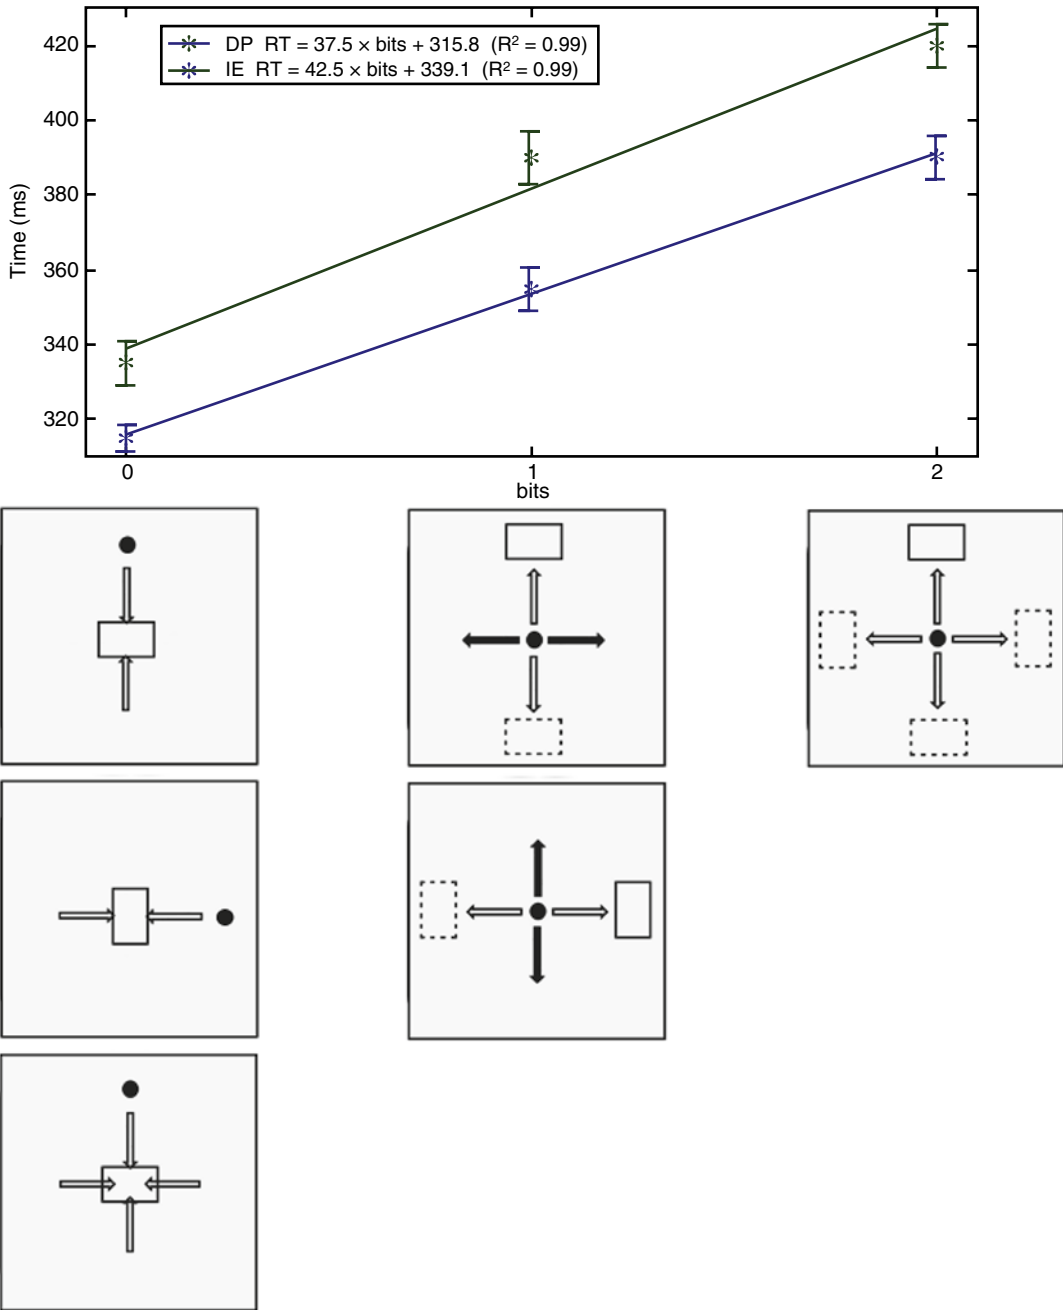 420
400
380
360
340
320
Time (ms)
DP RT = 37.5 × bits + 315.8 (R² = 0.99)
IE RT = 42.5 × bits + 339.1 (R² = 0.99)
0 1 2
bits